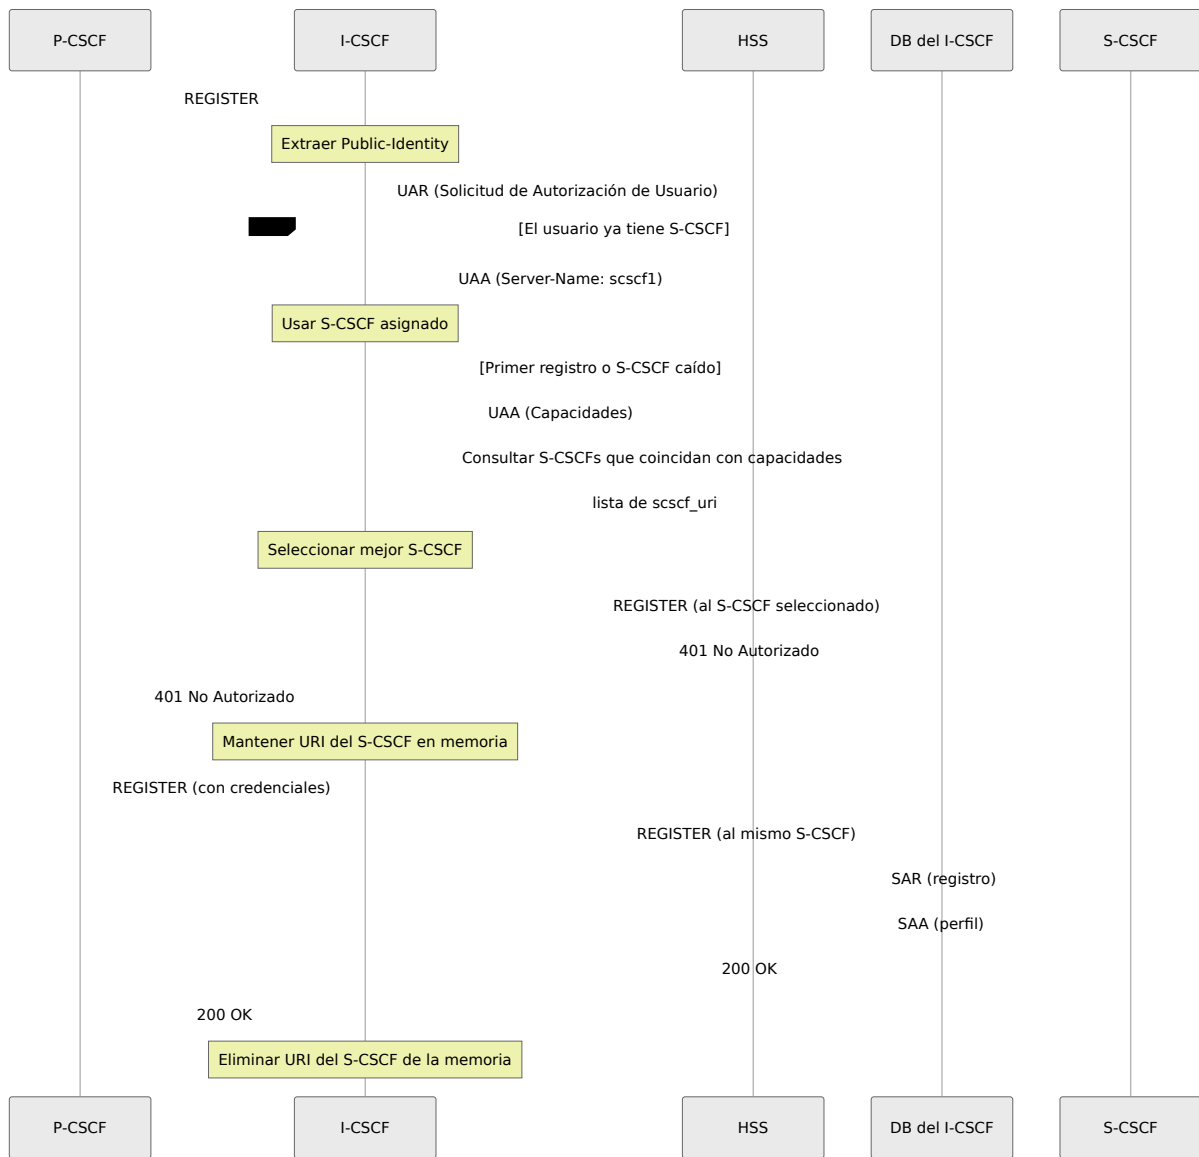 P-CSCF
I-CSCF
HSS
DB del I-CSCF
S-CSCF
REGISTER
Extraer Public-Identity
UAR (Solicitud de Autorización de Usuario)
[El usuario ya tiene S-CSCF]
UAA (Server-Name: scscf1)
Usar S-CSCF asignado
[Primer registro o S-CSCF caído]
UAA (Capacidades)
Consultar S-CSCFs que coincidan con capacidades
lista de scscf_uri
Seleccionar mejor S-CSCF
REGISTER (al S-CSCF seleccionado)
401 No Autorizado
401 No Autorizado
Mantener URI del S-CSCF en memoria
REGISTER (con credenciales)
REGISTER (al mismo S-CSCF)
SAR (registro)
SAA (perfil)
200 OK
200 OK
Eliminar URI del S-CSCF de la memoria
P-CSCF
I-CSCF
HSS
DB del I-CSCF
S-CSCF